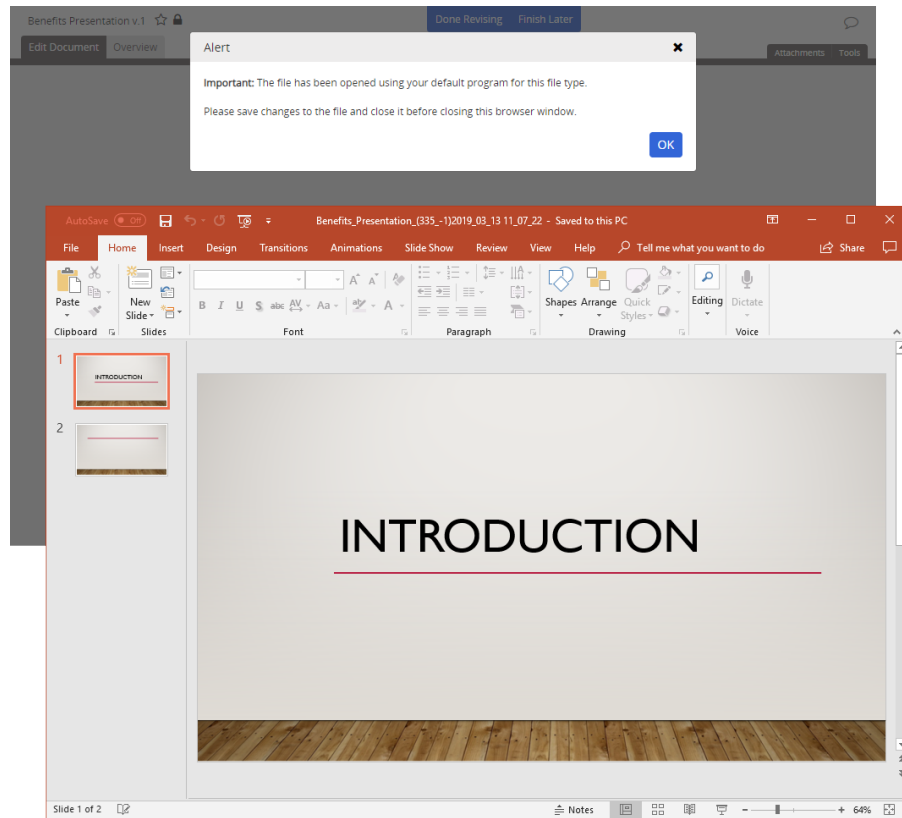 Benefits Presentation v.1
Done Revising Finish Later
Edit Document Overview
Attachments Tools
Alert
Important: The file has been opened using your default program for this file type.
Please save changes to the file and close it before closing this browser window.
OK
AutoSave Off
Benefits_Presentation_(335_-1)2019_03_13 11_07_22 - Saved to this PC
File Home Insert Design Transitions Animations Slide Show Review View Help Tell me what you want to do Share
Paste
New Slide
B I U S abc AV Aa A
Shapes Arrange Quick Styles
Editing
Dictate
Clipboard Slides Font Paragraph Drawing Voice
1
INTRODUCTION
2
INTRODUCTION
Slide 1 of 2
Notes
64%